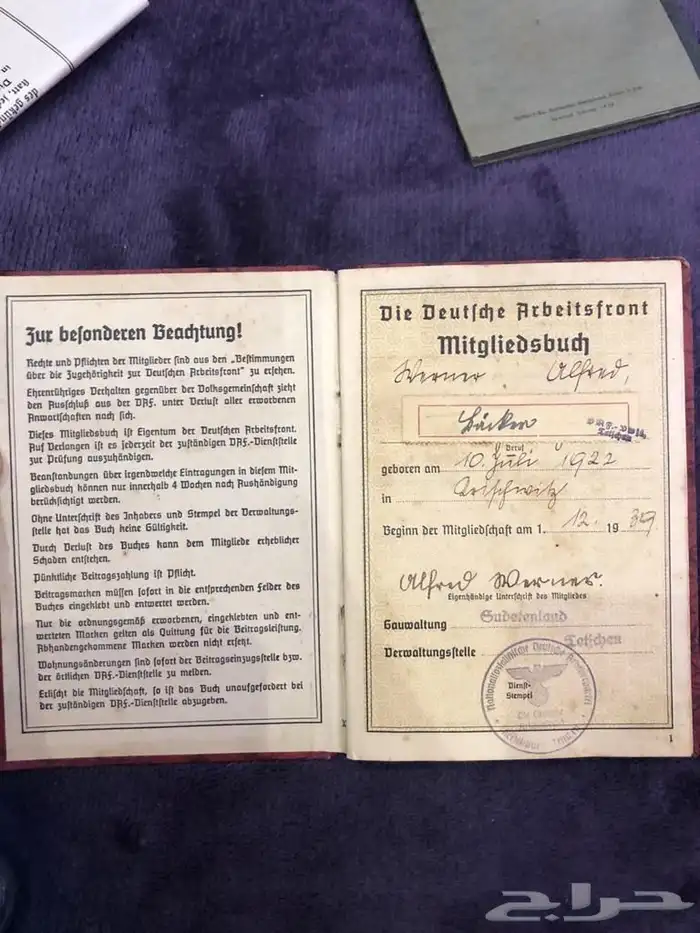 Zur besonderen Beachtung!
Rechte und Pflichten der Mitglieder sind aus den „Bestimmungen
über die Zugehörigkeit zur Deutschen Arbeitsfront" zu ersehen.
Ehrenrühriges Verhalten gegenüber der Volksgemeinschaft zieht
den Ausschluß aus der DAF. unter Verlust aller erworbenen
Anwartschaften nach sich.
Dieses Mitgliedsbuch ist Eigentum der Deutschen Arbeitsfront.
Auf Verlangen ist es jederzeit der zuständigen DAF.-Dienststelle
zur Prüfung auszuhändigen.
Beanstandungen über irgendwelche Eintragungen in diesem Mit-
gliedsbuch können nur innerhalb 4 Wochen nach Aushändigung
berücksichtigt werden.
Ohne Unterschrift des Inhabers und Stempel der Verwaltungs-
stelle hat das Buch keine Gültigkeit.
Durch Verlust des Buches kann dem Mitgliede erheblicher
Schaden entstehen.
Pünktliche Beitragszahlung ist Pflicht.
Beitragsmarken müssen sofort in die entsprechenden Felder des
Buches eingeklebt und entwertet werden.
Nur die ordnungsgemäß erworbenen, eingeklebten und ent-
werteten Marken gelten als Quittung für die Beitragsleistung.
Abhandengekommene Marken werden nicht ersetzt.
Wohnungsänderungen sind sofort der Beitragseinzugsstelle bzw.
der örtlichen DAF.-Dienststelle zu melden.
Erlischt die Mitgliedschaft, so ist das Buch unaufgefordert bei
der zuständigen DAF.-Dienststelle abzugeben.
Die Deutsche Arbeitsfront
Mitgliedsbuch
Werner Alfred,
Bäcker
Beruf
geboren am 10. Juli 1922
in
Beginn der Mitgliedschaft am 1. 12. 19 39
Alfred Werner.
Eigenhändige Unterschrift des Mitgliedes
Gauwaltung Sudetenland
Verwaltungsstelle Tetschen
Nationalsozialistische Deutsche Arbeiterpartei
Dienst-
Stempel
1
حراج